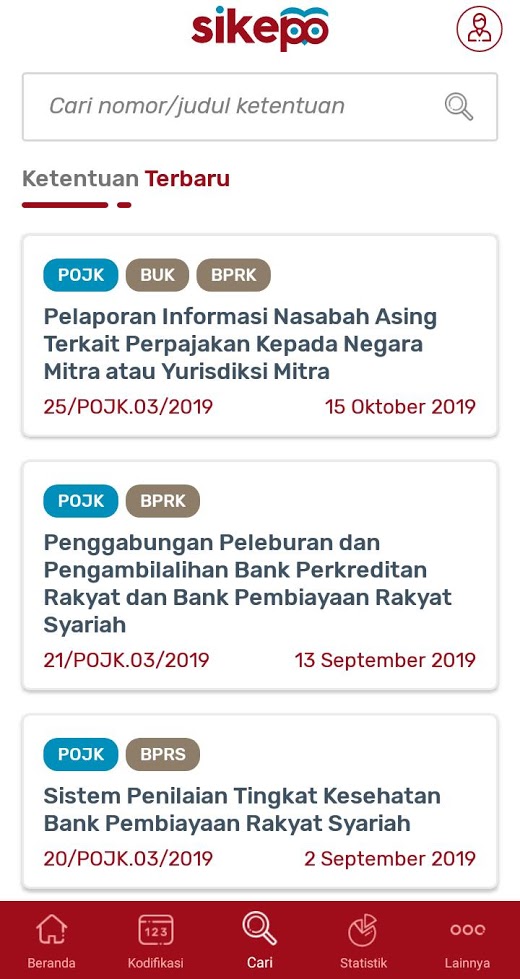 sikepo
Cari nomor/judul ketentuan
Ketentuan Terbaru
POJK BUK BPRK
Pelaporan Informasi Nasabah Asing
Terkait Perpajakan Kepada Negara
Mitra atau Yurisdiksi Mitra
25/POJK.03/2019 15 Oktober 2019
POJK BPRK
Penggabungan Peleburan dan
Pengambilalihan Bank Perkreditan
Rakyat dan Bank Pembiayaan Rakyat
Syariah
21/POJK.03/2019 13 September 2019
POJK BPRS
Sistem Penilaian Tingkat Kesehatan
Bank Pembiayaan Rakyat Syariah
20/POJK.03/2019 2 September 2019
123
Beranda Kodifikasi Cari Statistik Lainnya